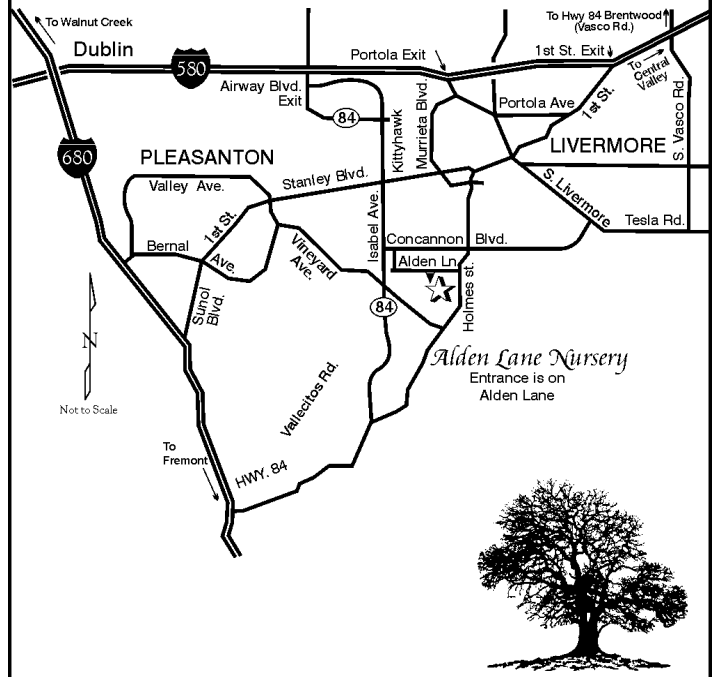 To Walnut Creek
To Hwy 84 Brentwood
(Vasco Rd.)
Dublin
580
Portola Exit
1st St. Exit
To
Central
Valley
Airway Blvd.
Exit
84
Kittyhawk
Murrieta Blvd.
Portola Ave
1st St.
S. Vasco Rd.
680
PLEASANTON
LIVERMORE
Valley Ave.
Stanley Blvd.
S. Livermore
Tesla Rd.
1st St.
Bernal
Ave.
Vineyard
Ave.
Isabel Ave.
Concannon Blvd.
Alden Ln.
Holmes st.
Sunol
Blvd.
84
N
Not to Scale
Alden Lane Nursery
Entrance is on
Alden Lane
Vallecitos Rd.
To
Fremont
HWY. 84